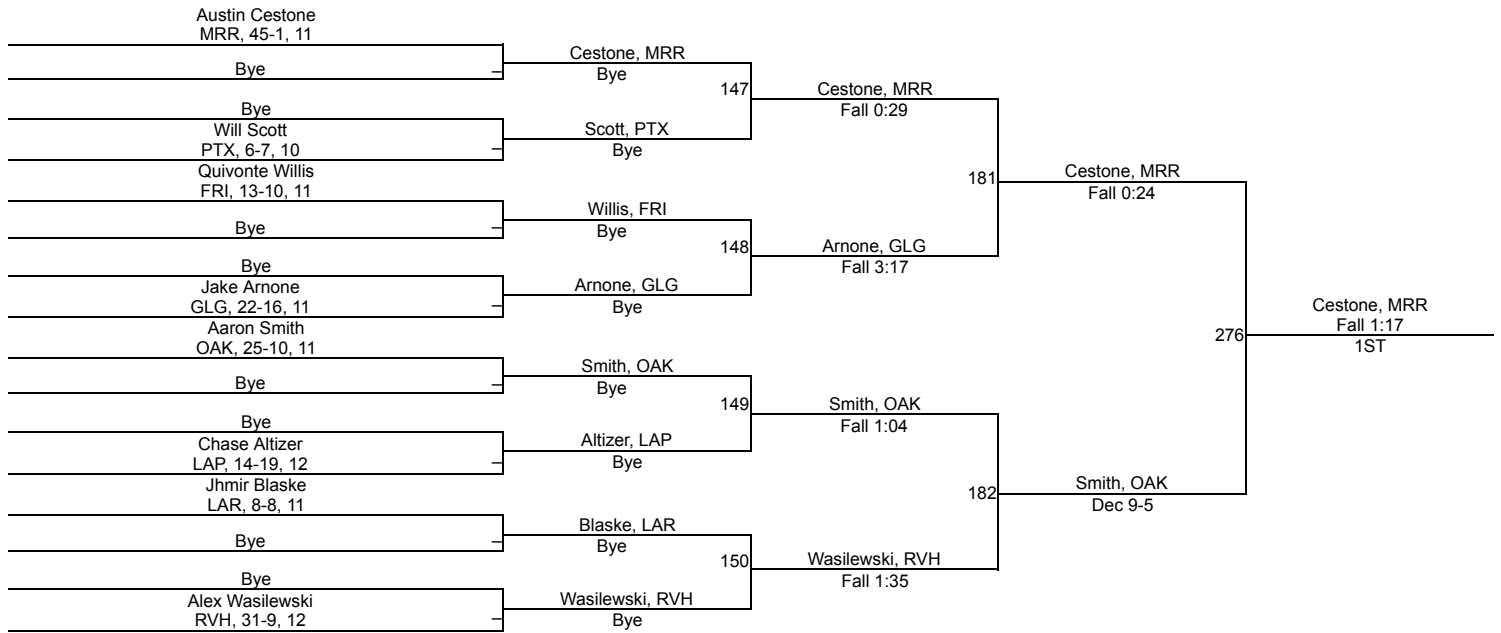 Austin Cestone
MRR, 45-1, 11
Bye
Bye
Will Scott
PTX, 6-7, 10
Quivonte Willis
FRI, 13-10, 11
Bye
Bye
Jake Arnone
GLG, 22-16, 11
Aaron Smith
OAK, 25-10, 11
Bye
Bye
Chase Altizer
LAP, 14-19, 12
Jhmir Blaske
LAR, 8-8, 11
Bye
Bye
Alex Wasilewski
RVH, 31-9, 12
Cestone, MRR
Bye
Scott, PTX
Bye
Willis, FRI
Bye
Arnone, GLG
Bye
Smith, OAK
Bye
Altizer, LAP
Bye
Blaske, LAR
Bye
Wasilewski, RVH
Bye
147
148
149
150
Cestone, MRR
Fall 0:29
Arnone, GLG
Fall 3:17
Smith, OAK
Fall 1:04
Wasilewski, RVH
Fall 1:35
181
182
Cestone, MRR
Fall 0:24
Smith, OAK
Dec 9-5
276
Cestone, MRR
Fall 1:17
1ST